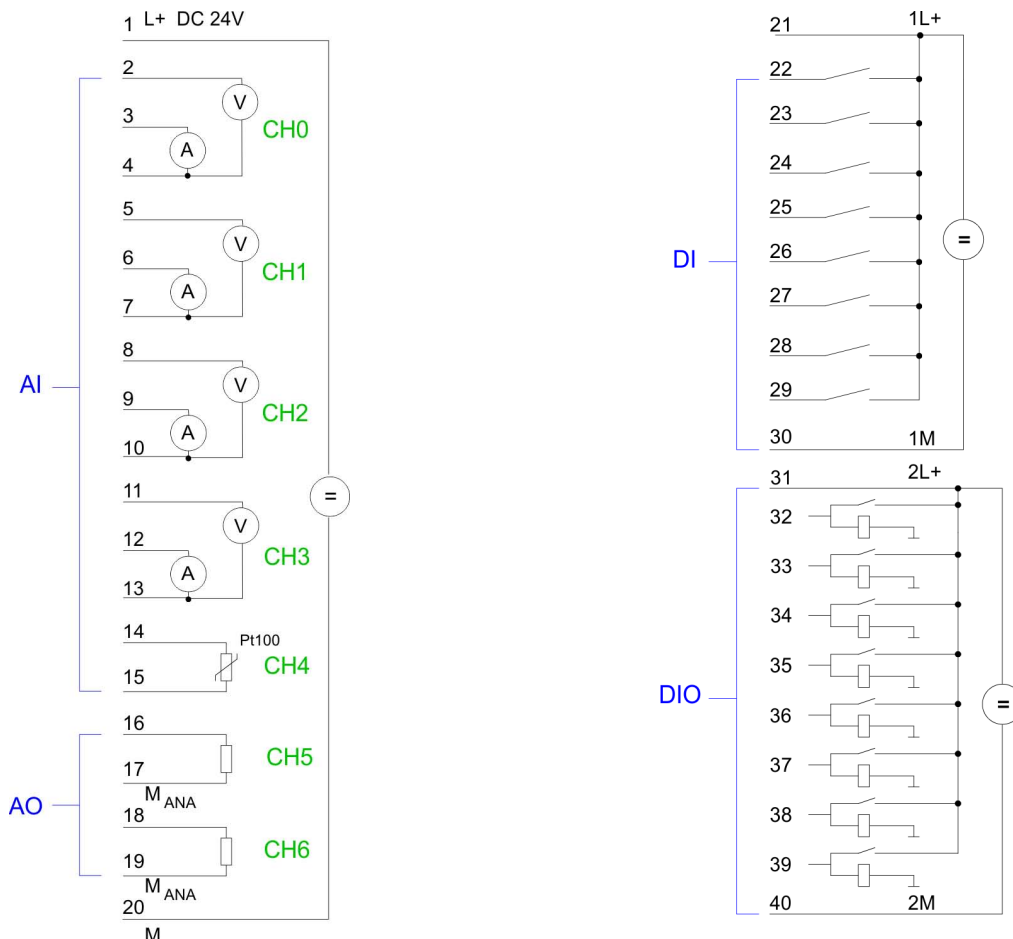 1 L+ DC 24V
2
V
CH0
3
A
4
5
V
6
CH1
A
7
8
V
AI
9
CH2
A
10
=
11
V
12
CH3
A
13
14
Pt100
CH4
15
16
CH5
17
M ANA
AO
18
CH6
19
M ANA
20
M
21 1L+
22
23
24
25
=
DI
26
27
28
29
30 1M
31 2L+
32
33
34
35
DIO
=
36
37
38
39
40 2M